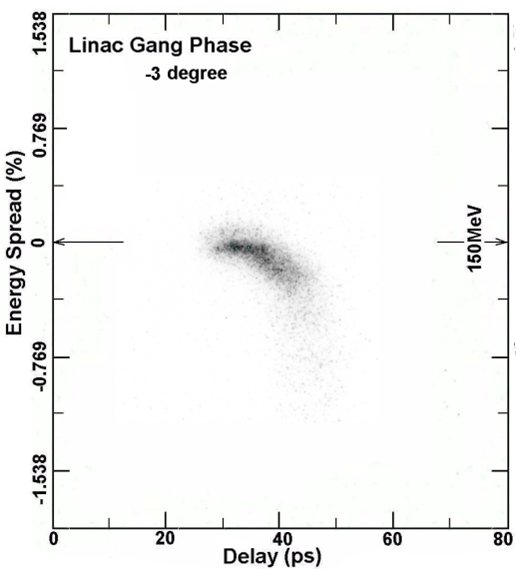 Linac Gang Phase
-3 degree
Energy Spread (%)
1.538
0.769
0
-0.769
-1.538
150MeV
0 20 40 60 80
Delay (ps)